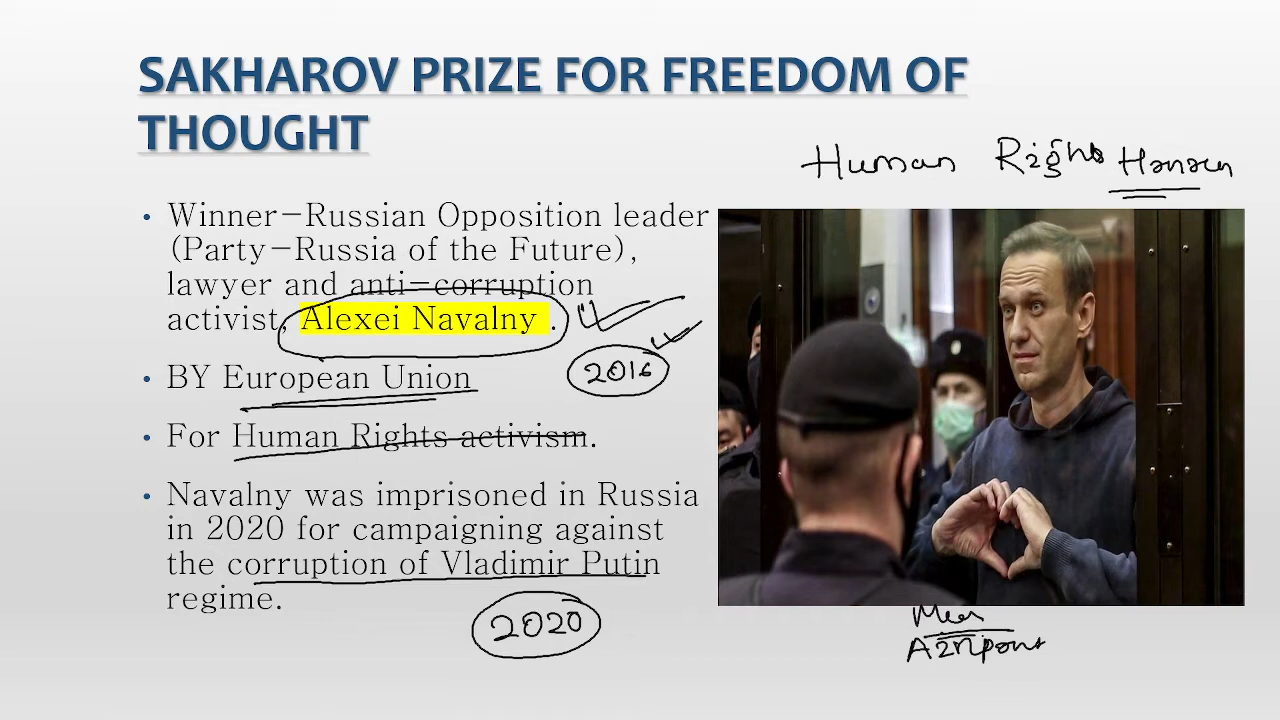 SAKHAROV PRIZE FOR FREEDOM OF
THOUGHT
Human Rights
• Winner-Russian Opposition leader
(Party-Russia of the Future),
lawyer and anti-corruption
activist, Alexei Navalny .
2016
• BY European Union
• For Human Rights activism.
• Navalny was imprisoned in Russia
in 2020 for campaigning against
the corruption of Vladimir Putin
regime.
2020